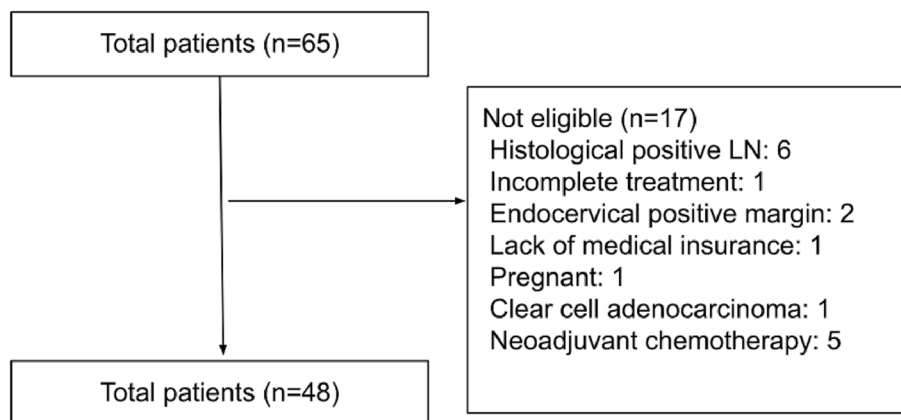 Total patients (n=65)
Not eligible (n=17)
Histological positive LN: 6
Incomplete treatment: 1
Endocervical positive margin: 2
Lack of medical insurance: 1
Pregnant: 1
Clear cell adenocarcinoma: 1
Neoadjuvant chemotherapy: 5
Total patients (n=48)